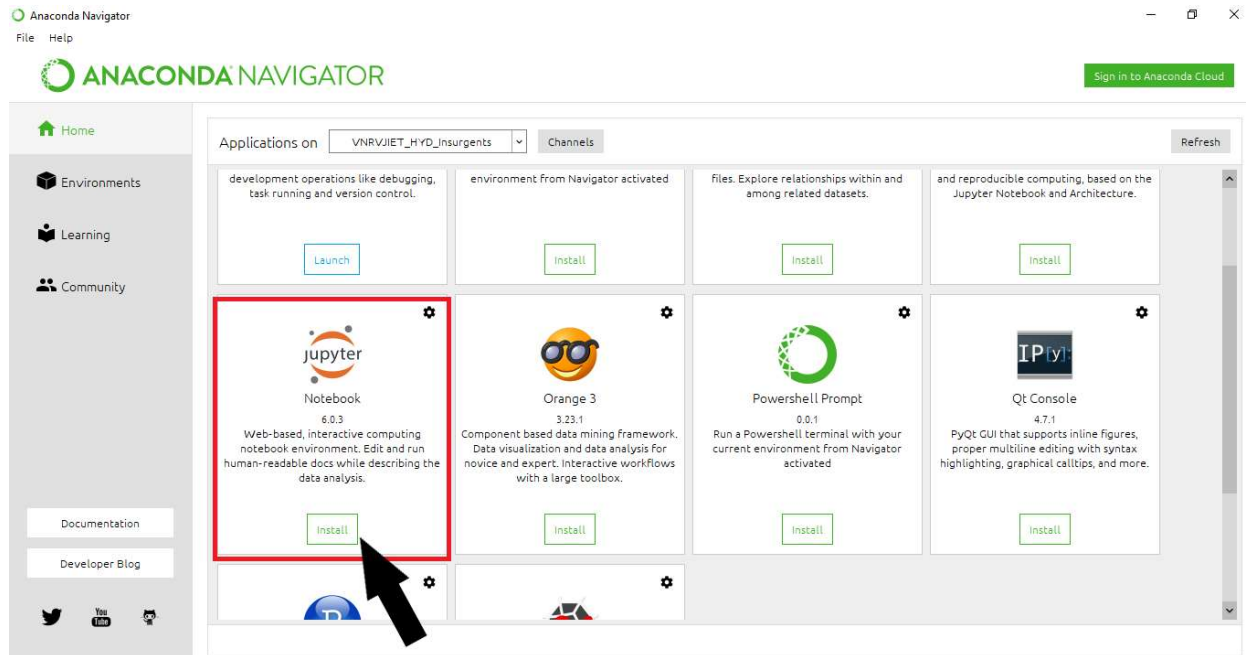 Anaconda Navigator
File Help
ANACONDA NAVIGATOR
Sign in to Anaconda Cloud
Home
Environments
Learning
Community
Documentation
Developer Blog
You
Tube
Applications on VNRVJIET_HYD_Insurgents Channels Refresh
development operations like debugging,
task running and version control.
Launch
environment from Navigator activated
Install
files. Explore relationships within and
among related datasets.
Install
and reproducible computing, based on the
Jupyter Notebook and Architecture.
Install
jupyter
Notebook
6.0.3
Web-based, interactive computing
notebook environment. Edit and run
human-readable docs while describing the
data analysis.
Install
Orange 3
3.23.1
Component based data mining framework.
Data visualization and data analysis for
novice and expert. Interactive workflows
with a large toolbox.
Install
Powershell Prompt
0.0.1
Run a Powershell terminal with your
current environment from Navigator
activated
Install
IP[y]:
Qt Console
4.7.1
PyQt GUI that supports inline figures,
proper multiline editing with syntax
highlighting, graphical calltips, and more.
Install